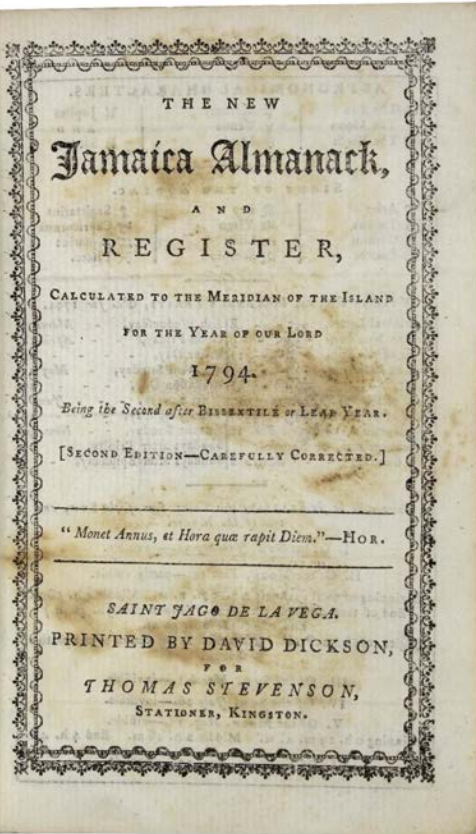 THE NEW
Jamaica Almanack,
AND
REGISTER,
CALCULATED TO THE MERIDIAN OF THE ISLAND
FOR THE YEAR OF OUR LORD
1794.
Being the Second after BISSEXTILE or LEAP YEAR.
[SECOND EDITION—CAREFULLY CORRECTED.]
"Monet Annus, et Hora quæ rapit Diem."—HOR.
SAINT JAGO DE LA VEGA.
PRINTED BY DAVID DICKSON,
FOR
THOMAS STEVENSON,
STATIONER, KINGSTON.